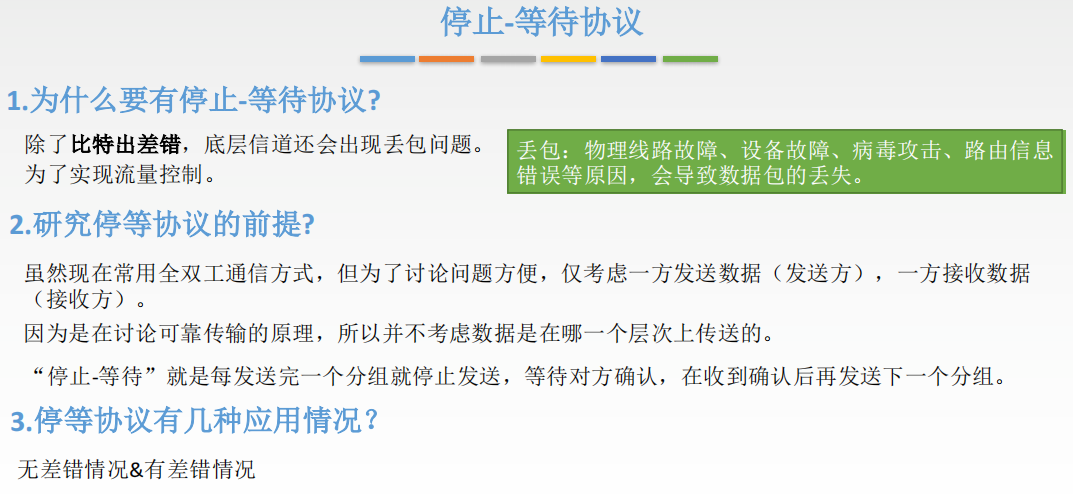 停止-等待协议
1.为什么要有停止-等待协议?
除了比特出差错，底层信道还会出现丢包问题。
为了实现流量控制。
丢包：物理线路故障、设备故障、病毒攻击、路由信息
错误等原因，会导致数据包的丢失。
2.研究停等协议的前提?
虽然现在常用全双工通信方式，但为了讨论问题方便，仅考虑一方发送数据（发送方），一方接收数据
（接收方）。
因为是在讨论可靠传输的原理，所以并不考虑数据是在哪一个层次上传送的。
“停止-等待”就是每发送完一个分组就停止发送，等待对方确认，在收到确认后再发送下一个分组。
3.停等协议有几种应用情况？
无差错情况&有差错情况